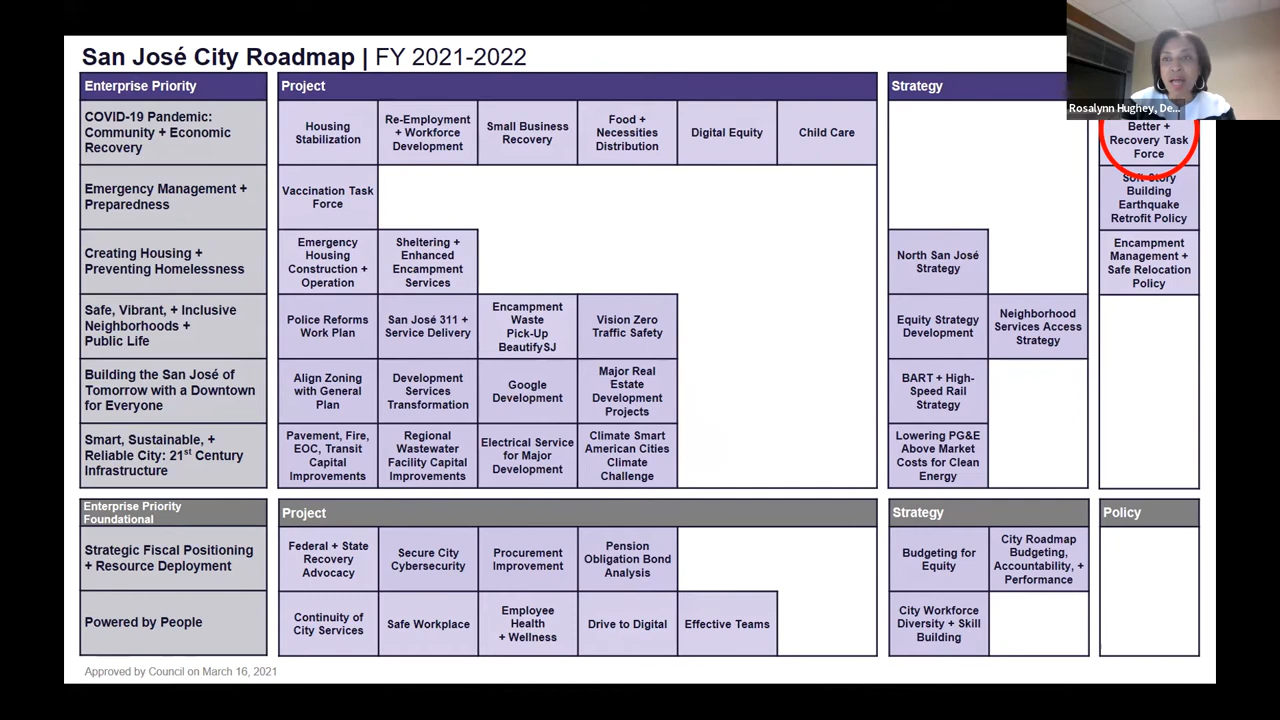 San José City Roadmap | FY 2021-2022
Rosalynn Hughey, De...
Enterprise Priority
Project
Strategy
COVID-19 Pandemic:
Community + Economic
Recovery
Housing
Stabilization
Re-Employment
+ Workforce
Development
Small Business
Recovery
Food +
Necessities
Distribution
Digital Equity
Child Care
Better +
Recovery Task
Force
Emergency Management +
Preparedness
Vaccination Task
Force
Soft-Story
Building
Earthquake
Retrofit Policy
Creating Housing +
Preventing Homelessness
Emergency
Housing
Construction +
Operation
Sheltering +
Enhanced
Encampment
Services
North San José
Strategy
Encampment
Management +
Safe Relocation
Policy
Safe, Vibrant, + Inclusive
Neighborhoods +
Public Life
Police Reforms
Work Plan
San José 311 +
Service Delivery
Encampment
Waste
Pick-Up
BeautifySJ
Vision Zero
Traffic Safety
Equity Strategy
Development
Neighborhood
Services Access
Strategy
Building the San José of
Tomorrow with a Downtown
for Everyone
Align Zoning
with General
Plan
Development
Services
Transformation
Google
Development
Major Real
Estate
Development
Projects
BART + High-
Speed Rail
Strategy
Smart, Sustainable, +
Reliable City: 21st Century
Infrastructure
Pavement, Fire,
EOC, Transit
Capital
Improvements
Regional
Wastewater
Facility Capital
Improvements
Electrical Service
for Major
Development
Climate Smart
American Cities
Climate
Challenge
Lowering PG&E
Above Market
Costs for Clean
Energy
Enterprise Priority
Foundational
Project
Strategy
Policy
Strategic Fiscal Positioning
+ Resource Deployment
Federal + State
Recovery
Advocacy
Secure City
Cybersecurity
Procurement
Improvement
Pension
Obligation Bond
Analysis
Budgeting for
Equity
City Roadmap
Budgeting,
Accountability, +
Performance
Powered by People
Continuity of
City Services
Safe Workplace
Employee
Health
+ Wellness
Drive to Digital
Effective Teams
City Workforce
Diversity + Skill
Building
Approved by Council on March 16, 2021